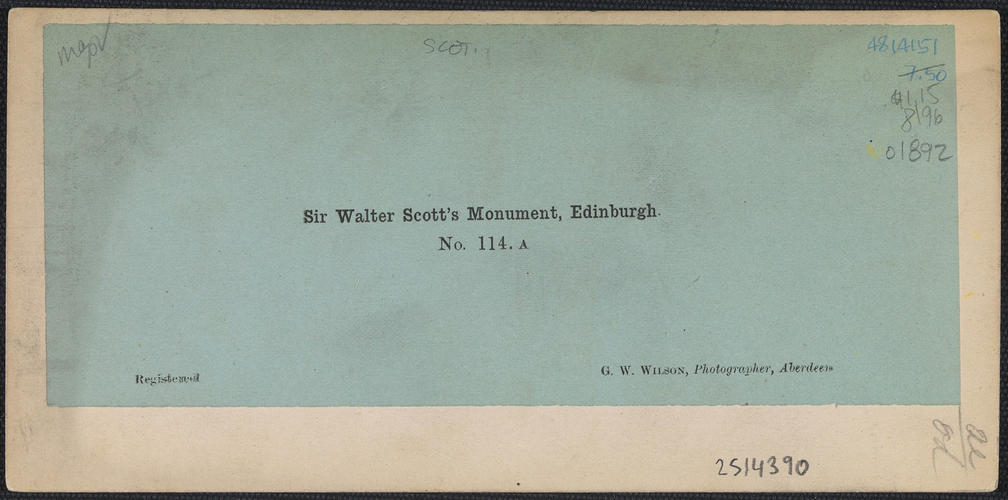 SCOT.
4814151
7.50
$1.15
8/96
01892
Sir Walter Scott's Monument, Edinburgh.
No. 114. A
Registered
G. W. Wilson, Photographer, Aberdeen
2514390